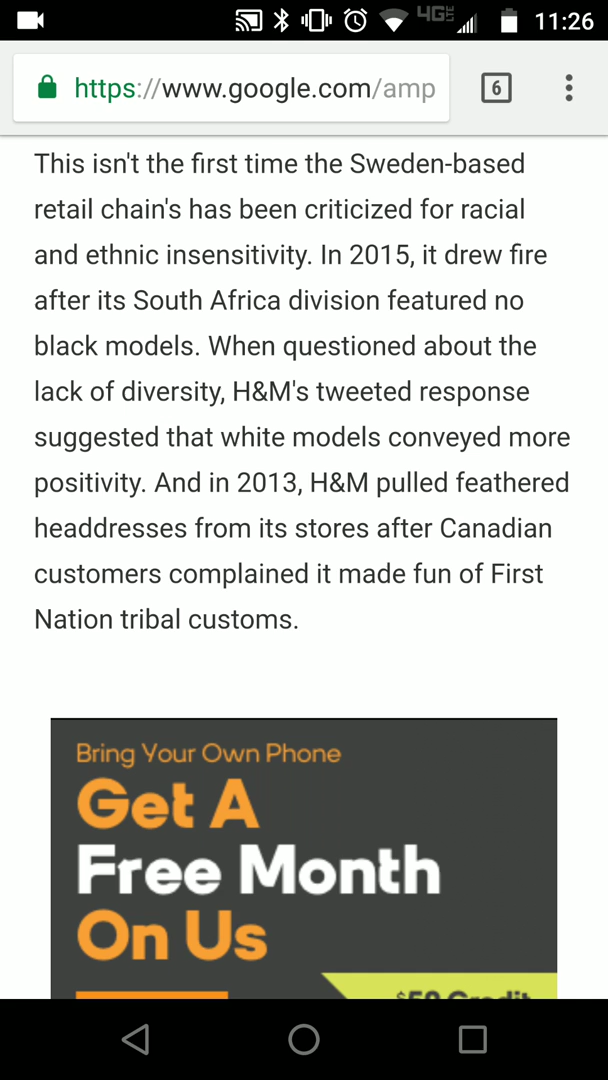 4G LTE 11:26
https://www.google.com/amp 6
This isn't the first time the Sweden-based
retail chain's has been criticized for racial
and ethnic insensitivity. In 2015, it drew fire
after its South Africa division featured no
black models. When questioned about the
lack of diversity, H&M's tweeted response
suggested that white models conveyed more
positivity. And in 2013, H&M pulled feathered
headdresses from its stores after Canadian
customers complained it made fun of First
Nation tribal customs.
Bring Your Own Phone
Get A
Free Month
On Us
$50 Credit